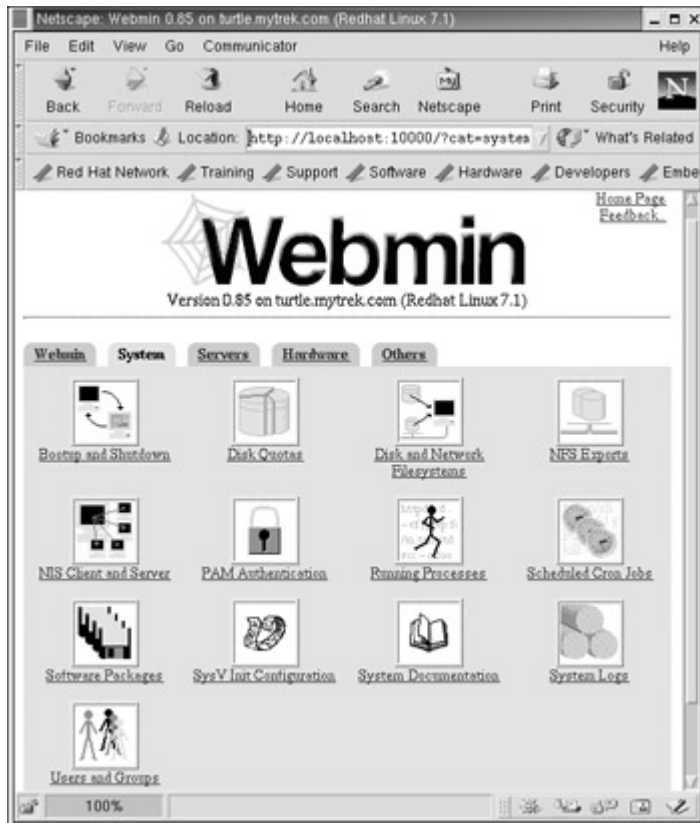 Netscape: Webmin 0.85 on turtle.mytrek.com (Redhat Linux 7.1)
File Edit View Go Communicator Help
Back Forward Reload Home Search Netscape Print Security
Bookmarks Location: http://localhost:10000/?cat=system What's Related
Red Hat Network Training Support Software Hardware Developers Embe
Home Page
Feedback..
Webmin
Version 0.85 on turtle.mytrek.com (Redhat Linux 7.1)
Webmin System Servers Hardware Others
Bootup and Shutdown Disk Quotas Disk and Network Filesystems NFS Exports
NIS Client and Server PAM Authentication Running Processes Scheduled Cron Jobs
Software Packages SysV Init Configuration System Documentation System Logs
Users and Groups
100%